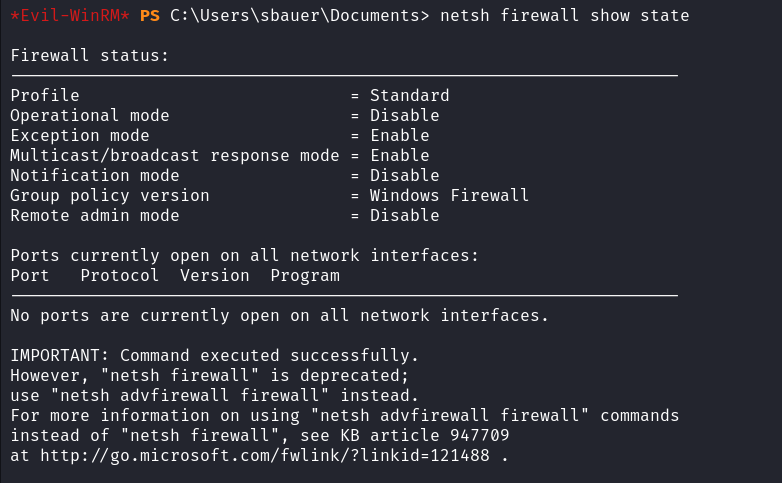 *Evil-WinRM* PS C:\Users\sbauer\Documents> netsh firewall show state
Firewall status:
-------------------------------------------------------------------
Profile                           = Standard
Operational mode                  = Disable
Exception mode                    = Enable
Multicast/broadcast response mode = Enable
Notification mode                 = Disable
Group policy version              = Windows Firewall
Remote admin mode                 = Disable
Ports currently open on all network interfaces:
Port   Protocol  Version  Program
-------------------------------------------------------------------
No ports are currently open on all network interfaces.
IMPORTANT: Command executed successfully.
However, "netsh firewall" is deprecated;
use "netsh advfirewall firewall" instead.
For more information on using "netsh advfirewall firewall" commands
instead of "netsh firewall", see KB article 947709
at http://go.microsoft.com/fwlink/?linkid=121488 .